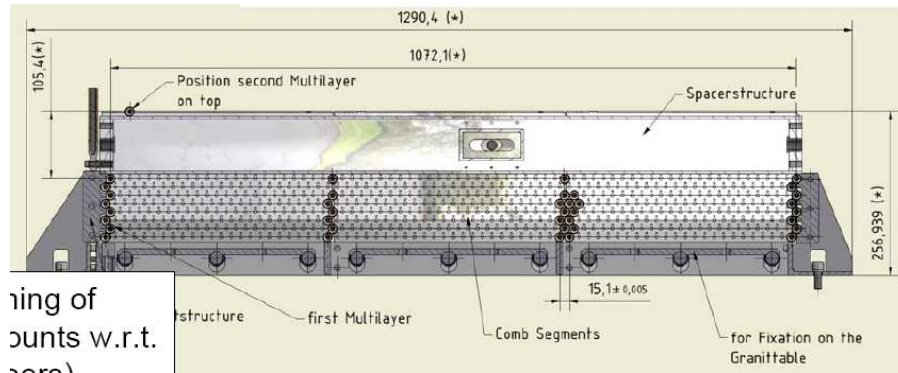 1290,4 (*)
1072,1(*)
105,4(*)
Position second Multilayer
on top
Spacerstructure
256,939 (*)
15,1± 0,005
tstructure
first Multilayer
Comb Segments
for Fixation on the
Granittable
ning of
ounts w.r.t.